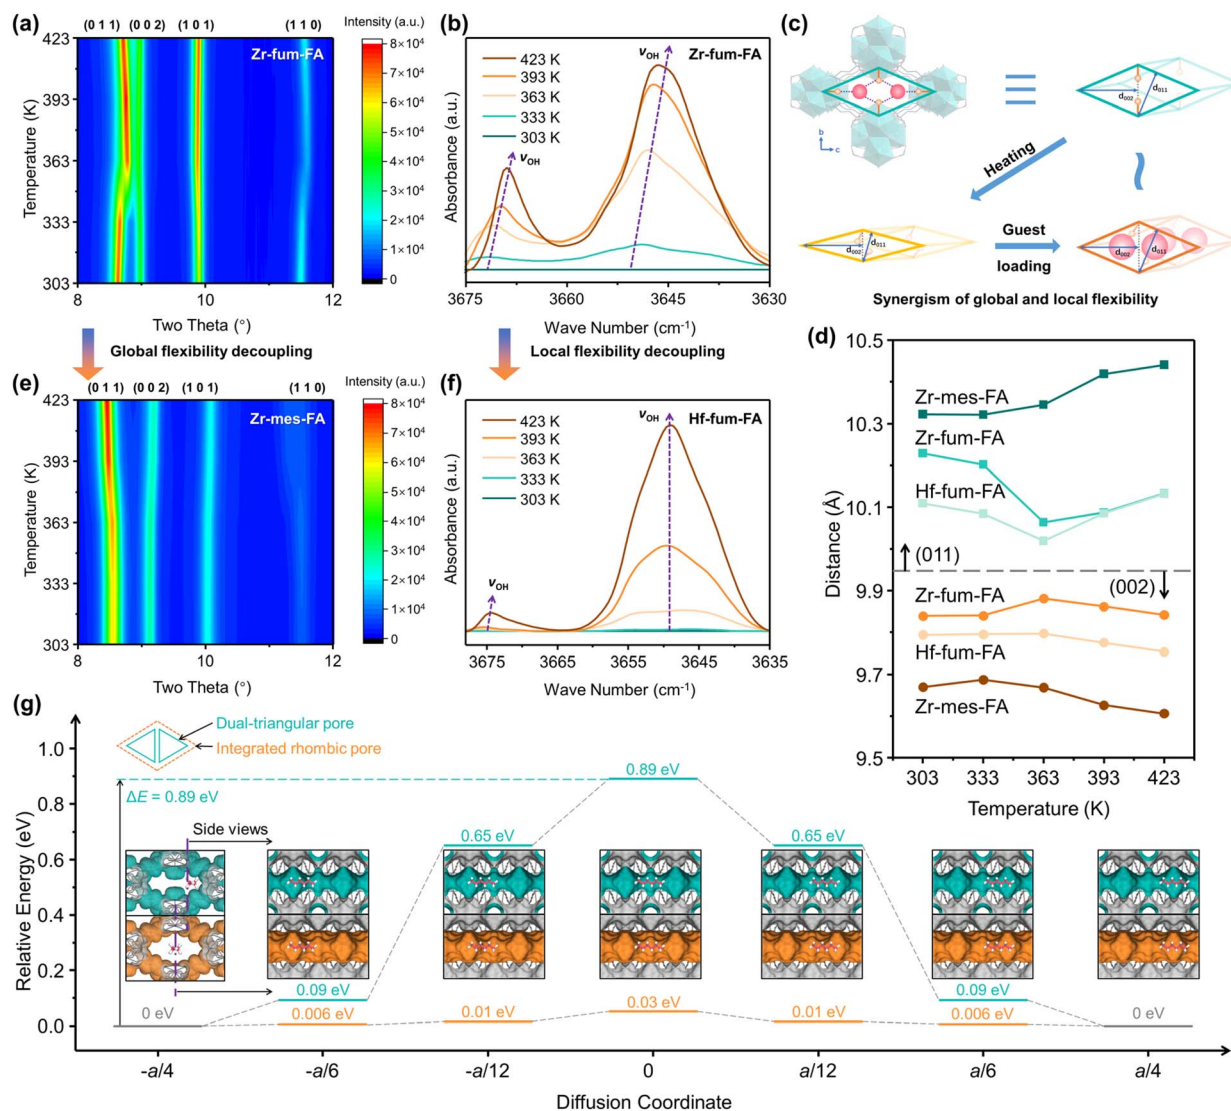 (a)
(0 1 1) (0 0 2) (1 0 1) (1 1 0)
Intensity (a.u.)
Zr-fum-FA
423
393
363
333
303
Temperature (K)
8 10 12
Two Theta (°)
8×10⁴
7×10⁴
6×10⁴
5×10⁴
4×10⁴
3×10⁴
2×10⁴
1×10⁴
0
(b)
Zr-fum-FA
423 K
393 K
363 K
333 K
303 K
νOH
νOH
Absorbance (a.u.)
3675 3660 3645 3630
Wave Number (cm⁻¹)
(c)
b
c
d002
d011
Heating
d002
d011
Guest
loading
d002
d011
Synergism of global and local flexibility
Global flexibility decoupling
Local flexibility decoupling
(d)
10.5
10.3
10.1
9.9
9.7
9.5
Distance (Å)
Zr-mes-FA
Zr-fum-FA
Hf-fum-FA
(011)
(002)
Zr-fum-FA
Hf-fum-FA
Zr-mes-FA
303 333 363 393 423
Temperature (K)
(e)
(0 1 1) (0 0 2) (1 0 1) (1 1 0)
Intensity (a.u.)
Zr-mes-FA
423
393
363
333
303
Temperature (K)
8 10 12
Two Theta (°)
8×10⁴
7×10⁴
6×10⁴
5×10⁴
4×10⁴
3×10⁴
2×10⁴
1×10⁴
0
(f)
Hf-fum-FA
423 K
393 K
363 K
333 K
303 K
νOH
νOH
Absorbance (a.u.)
3675 3665 3655 3645 3635
Wave Number (cm⁻¹)
(g)
Dual-triangular pore
Integrated rhombic pore
1.0
0.8
0.6
0.4
0.2
0.0
Relative Energy (eV)
ΔE = 0.89 eV
Side views
0.89 eV
0.65 eV
0.65 eV
0.09 eV
0.09 eV
0 eV
0.006 eV
0.01 eV
0.03 eV
0.01 eV
0.006 eV
0 eV
-a/4 -a/6 -a/12 0 a/12 a/6 a/4
Diffusion Coordinate